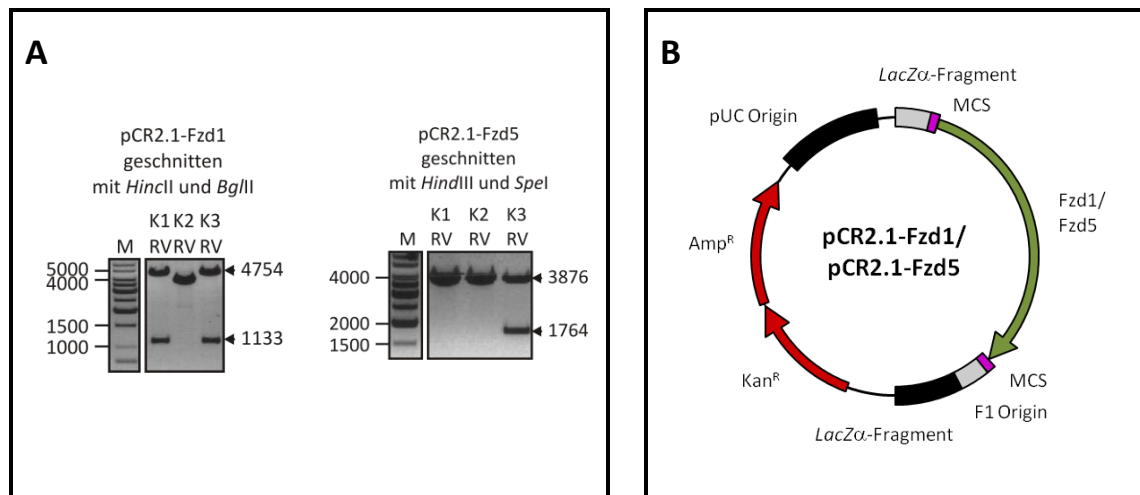 A
pCR2.1-Fzd1
geschnitten
mit HincII und BglII
K1 K2 K3
M RV RV RV
5000
4000
1500
1000
4754
1133
pCR2.1-Fzd5
geschnitten
mit HindIII und SpeI
K1 K2 K3
M RV RV RV
4000
2000
1500
3876
1764
B
LacZα-Fragment
MCS
pUC Origin
Fzd1/
Fzd5
AmpR
pCR2.1-Fzd1/
pCR2.1-Fzd5
KanR
MCS
F1 Origin
LacZα-Fragment